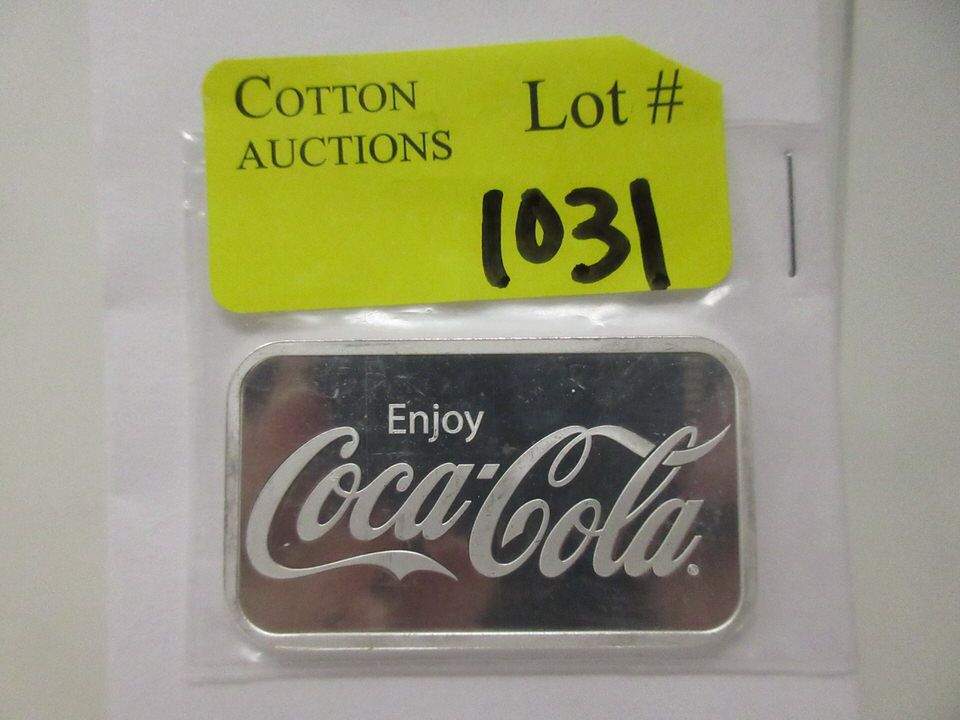 COTTON
AUCTIONS
Lot #
1031
Enjoy
Coca-Cola®